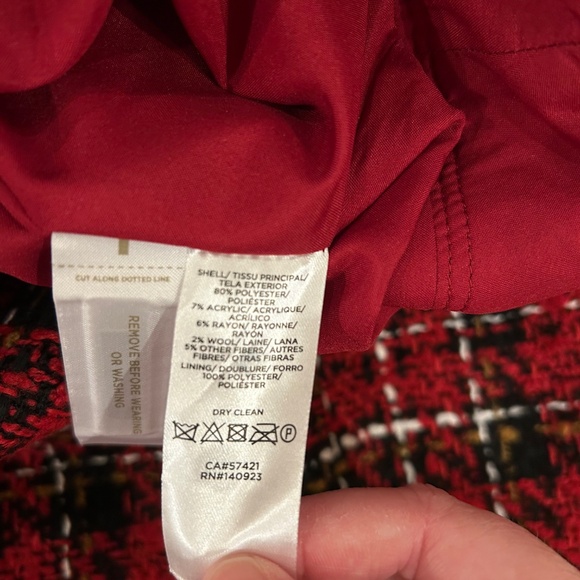 CUT ALONG DOTTED LINE
REMOVE BEFORE WEARING
OR WASHING
SHELL/ TISSU PRINCIPAL/
TELA EXTERIOR
80% POLYESTER/
POLIÉSTER
7% ACRYLIC/ ACRYLIQUE/
ACRÍLICO
6% RAYON/ RAYONNE/
RAYÓN
2% WOOL/ LAINE/ LANA
5% OTHER FIBERS/ AUTRES
FIBRES/ OTRAS FIBRAS
LINING/ DOUBLURE/ FORRO
100% POLYESTER/
POLIÉSTER
DRY CLEAN
P
CA#57421
RN#140923